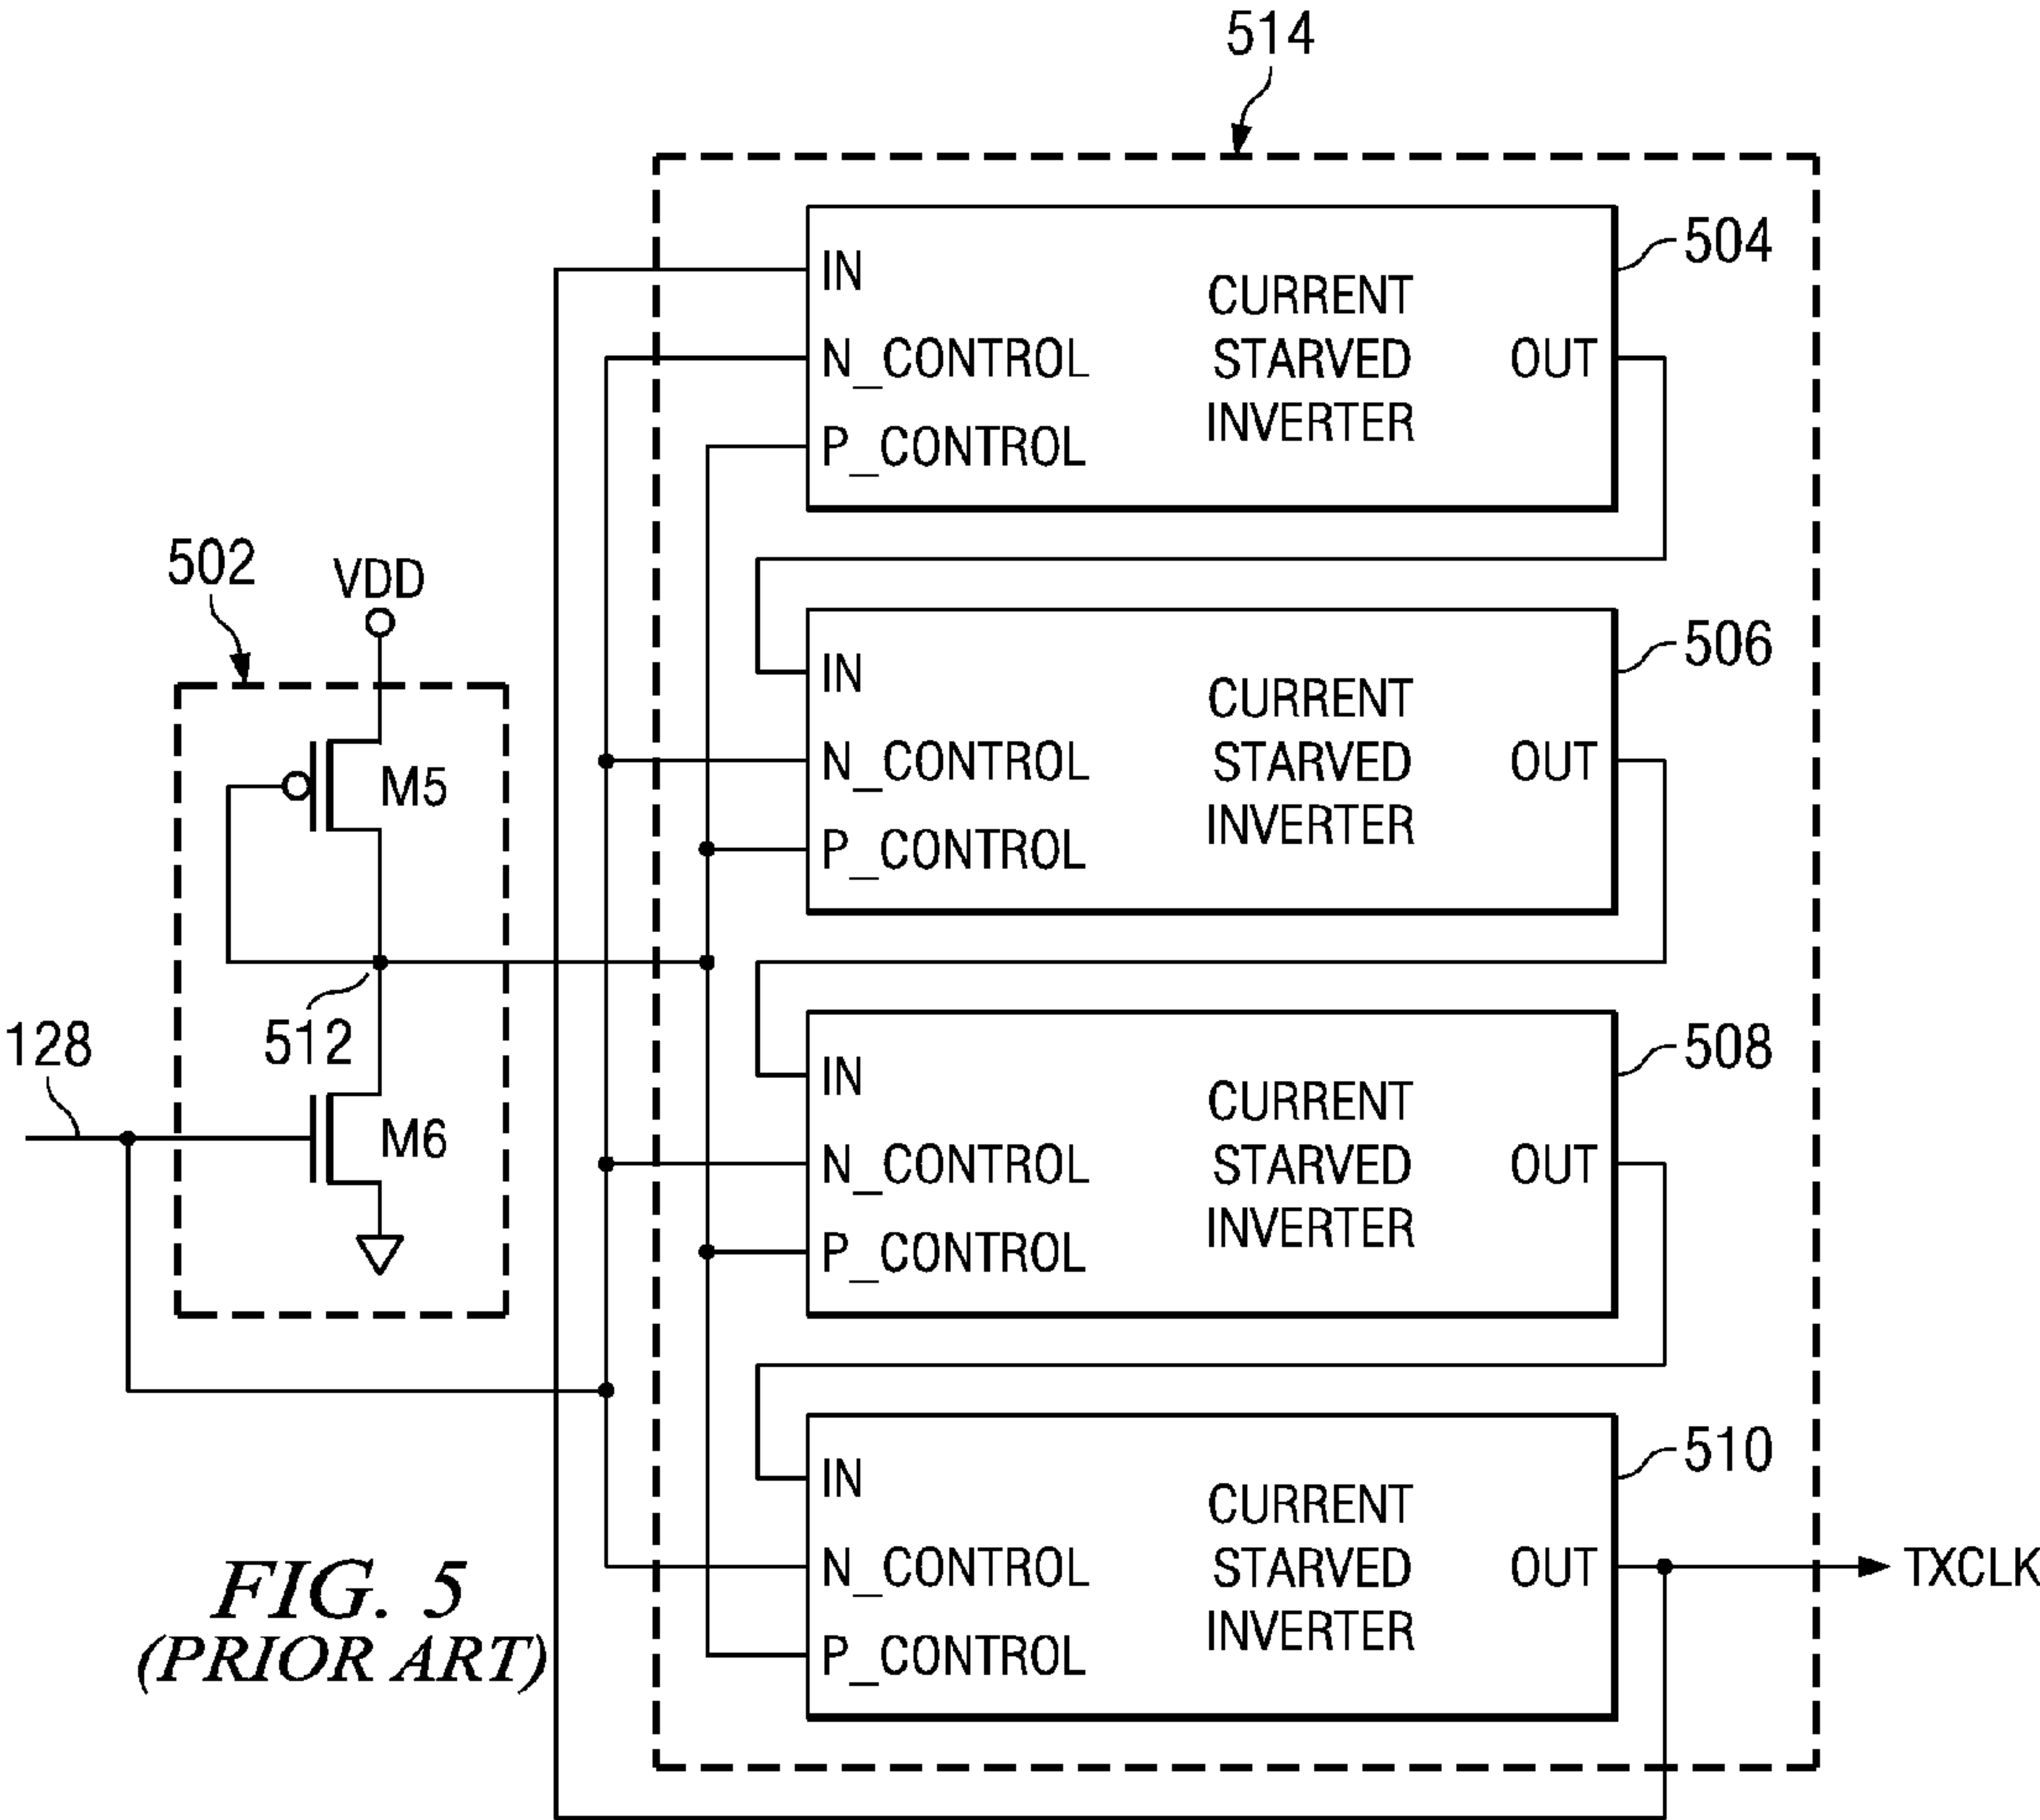 514
504
IN
CURRENT
N_CONTROL
STARVED
OUT
INVERTER
P_CONTROL
502
VDD
506
IN
CURRENT
M5
N_CONTROL
STARVED
OUT
INVERTER
P_CONTROL
128
512
508
IN
CURRENT
M6
N_CONTROL
STARVED
OUT
INVERTER
P_CONTROL
510
IN
CURRENT
N_CONTROL
STARVED
OUT
TXCLK
INVERTER
P_CONTROL
FIG. 5
(PRIOR ART)